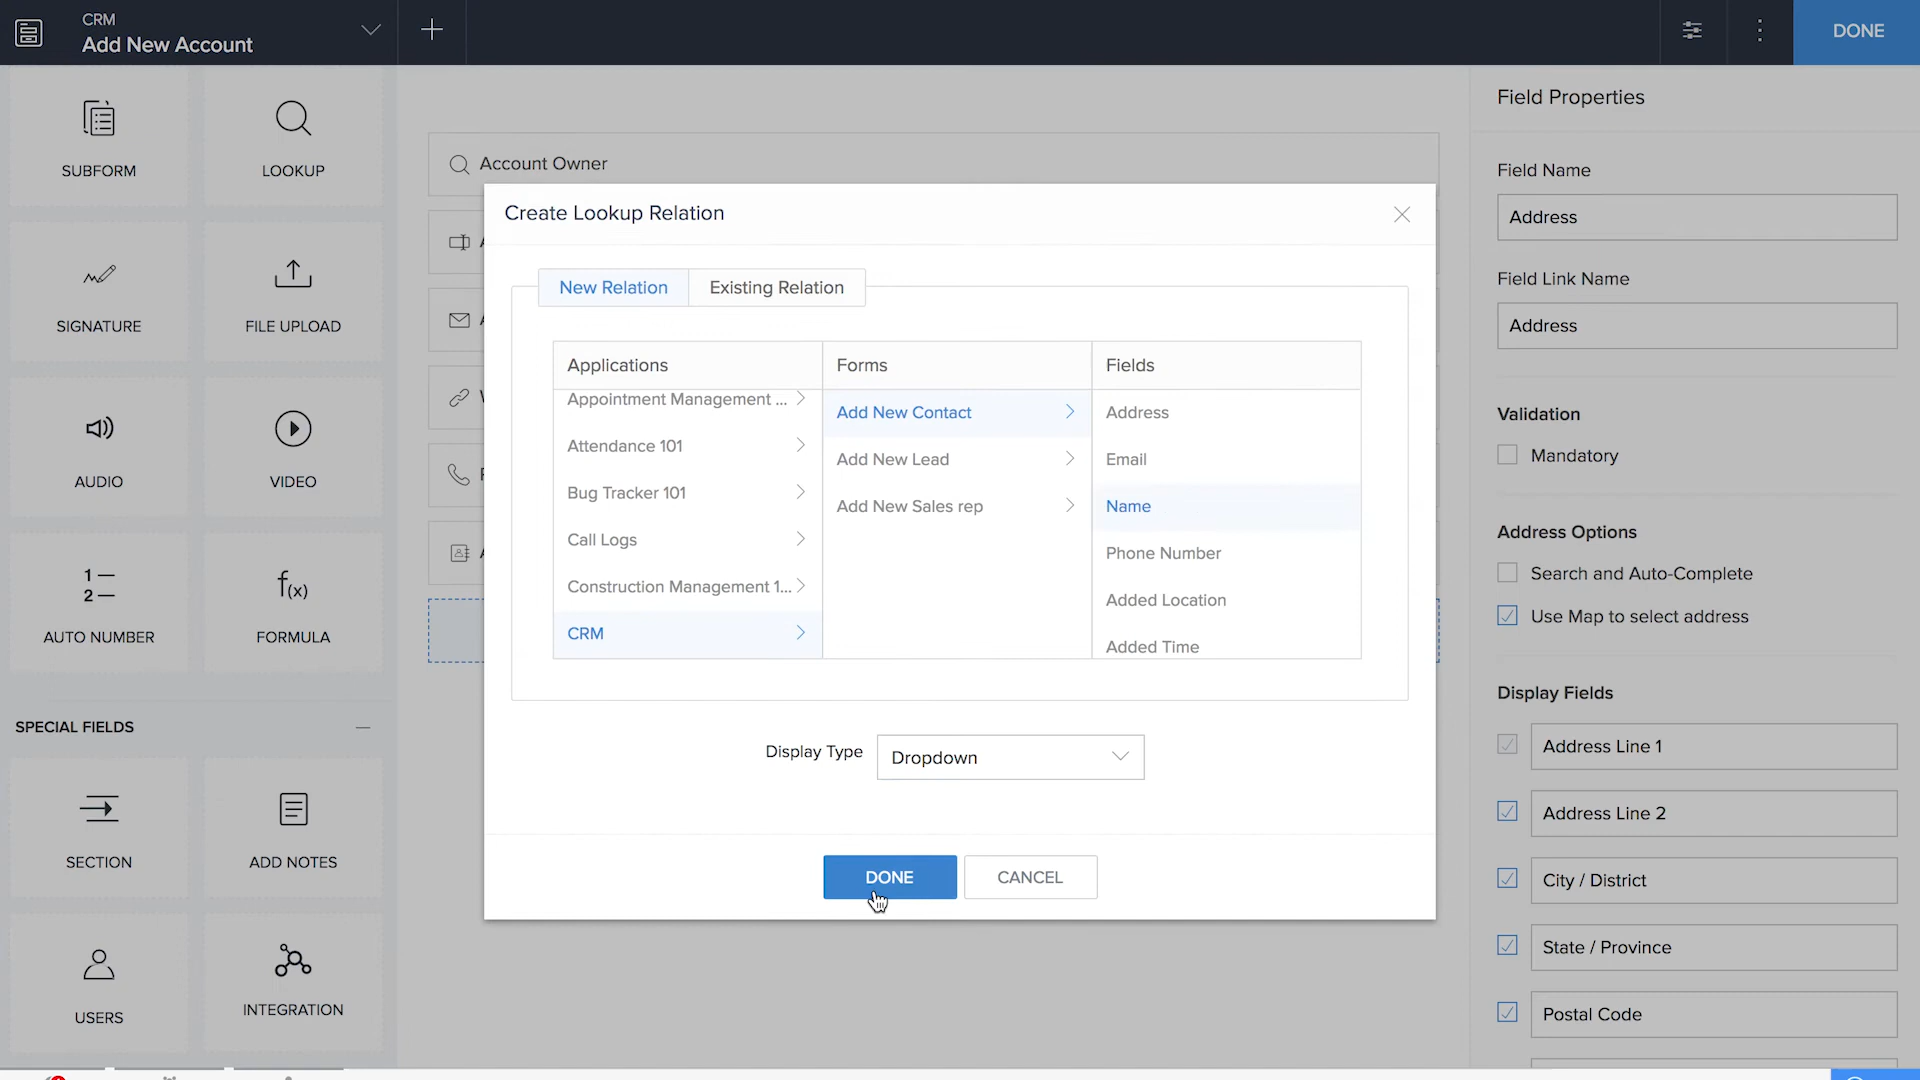 CRM
Add New Account
DONE
SUBFORM
LOOKUP
SIGNATURE
FILE UPLOAD
AUDIO
VIDEO
1
2
AUTO NUMBER
f(x)
FORMULA
SPECIAL FIELDS
SECTION
ADD NOTES
USERS
INTEGRATION
Account Owner
Create Lookup Relation
New Relation
Existing Relation
Applications
Forms
Fields
Appointment Management ...
Attendance 101
Bug Tracker 101
Call Logs
Construction Management 1...
CRM
Add New Contact
Add New Lead
Add New Sales rep
Address
Email
Name
Phone Number
Added Location
Added Time
Display Type
Dropdown
DONE
CANCEL
Field Properties
Field Name
Address
Field Link Name
Address
Validation
Mandatory
Address Options
Search and Auto-Complete
Use Map to select address
Display Fields
Address Line 1
Address Line 2
City / District
State / Province
Postal Code